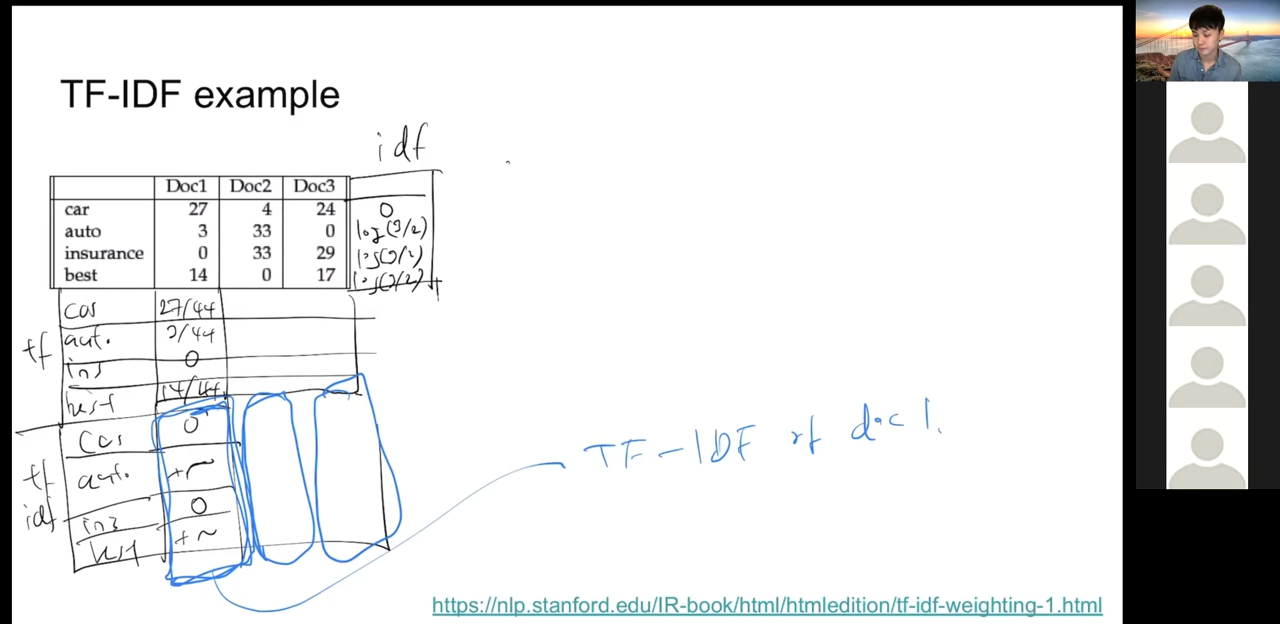 TF-IDF example
idf
Doc1 Doc2 Doc3
car 27 4 24 0
auto 3 33 0 log(3/2)
insurance 0 33 29 log(3/2)
best 14 0 17 log(3/2)
tf
car 27/44
aut. 3/44
ins 0
best 14/44
tf
idf
car 0
aut. +~
ins 0
best +~
TF-IDF of doc 1.
https://nlp.stanford.edu/IR-book/html/htmledition/tf-idf-weighting-1.html